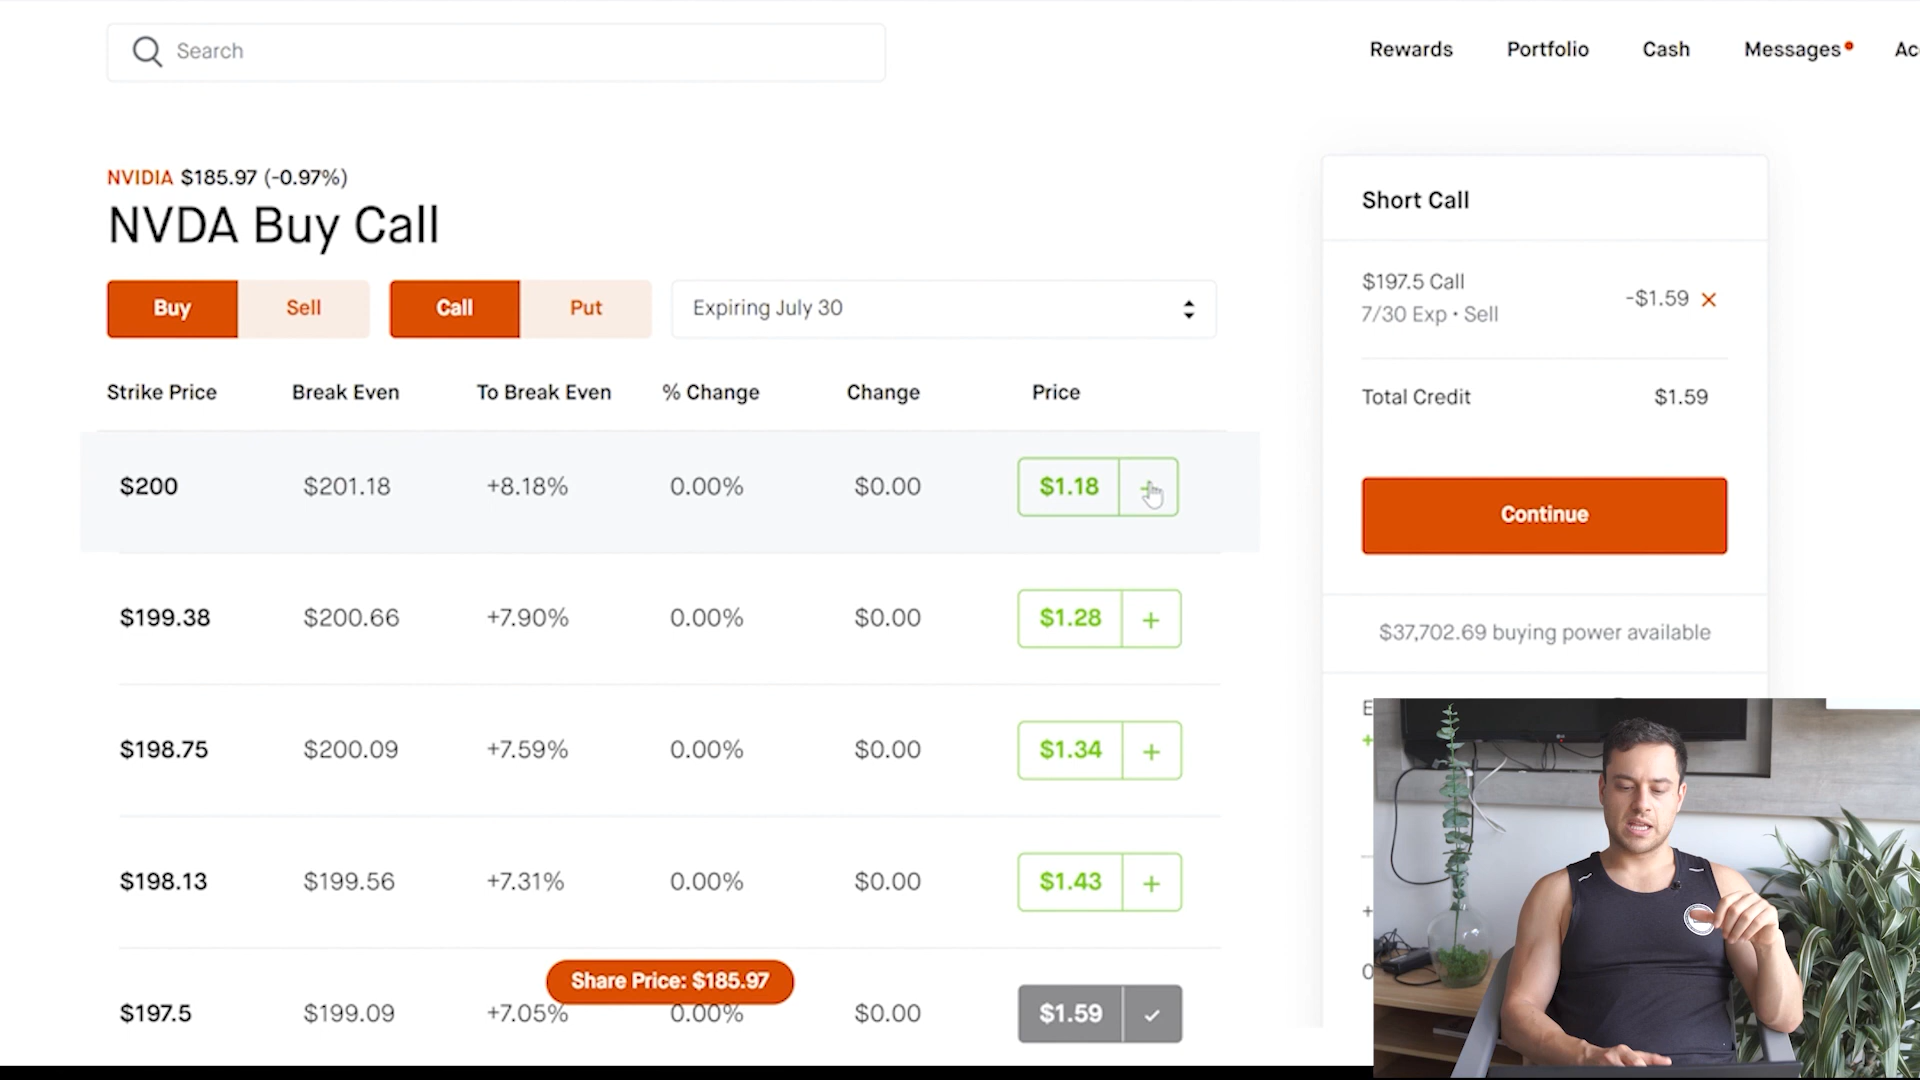 Search
Rewards Portfolio Cash Messages
NVIDIA $185.97 (-0.97%)
NVDA Buy Call
Buy Sell Call Put Expiring July 30
Strike Price Break Even To Break Even % Change Change Price
$200 $201.18 +8.18% 0.00% $0.00 $1.18
$199.38 $200.66 +7.90% 0.00% $0.00 $1.28 +
$198.75 $200.09 +7.59% 0.00% $0.00 $1.34 +
$198.13 $199.56 +7.31% 0.00% $0.00 $1.43 +
Share Price: $185.97
$197.5 $199.09 +7.05% 0.00% $0.00 $1.59
Short Call
$197.5 Call
-$1.59
7/30 Exp • Sell
Total Credit $1.59
Continue
$37,702.69 buying power available